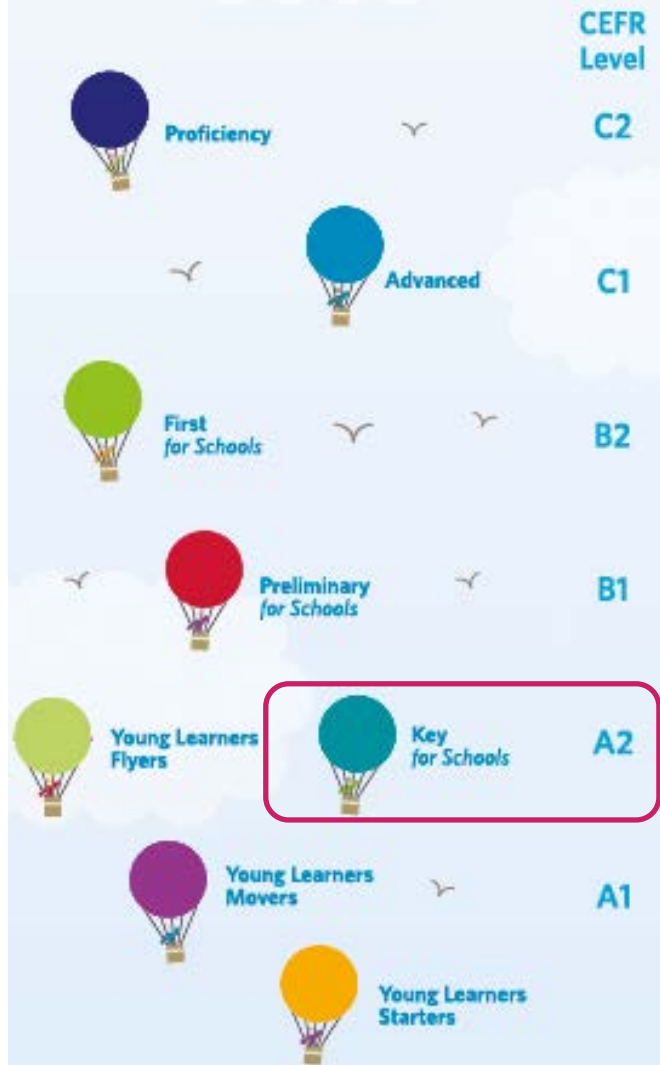 CEFR
Level
Proficiency
C2
Advanced
C1
First
for Schools
B2
Preliminary
for Schools
B1
Young Learners
Flyers
Key
for Schools
A2
Young Learners
Movers
A1
Young Learners
Starters